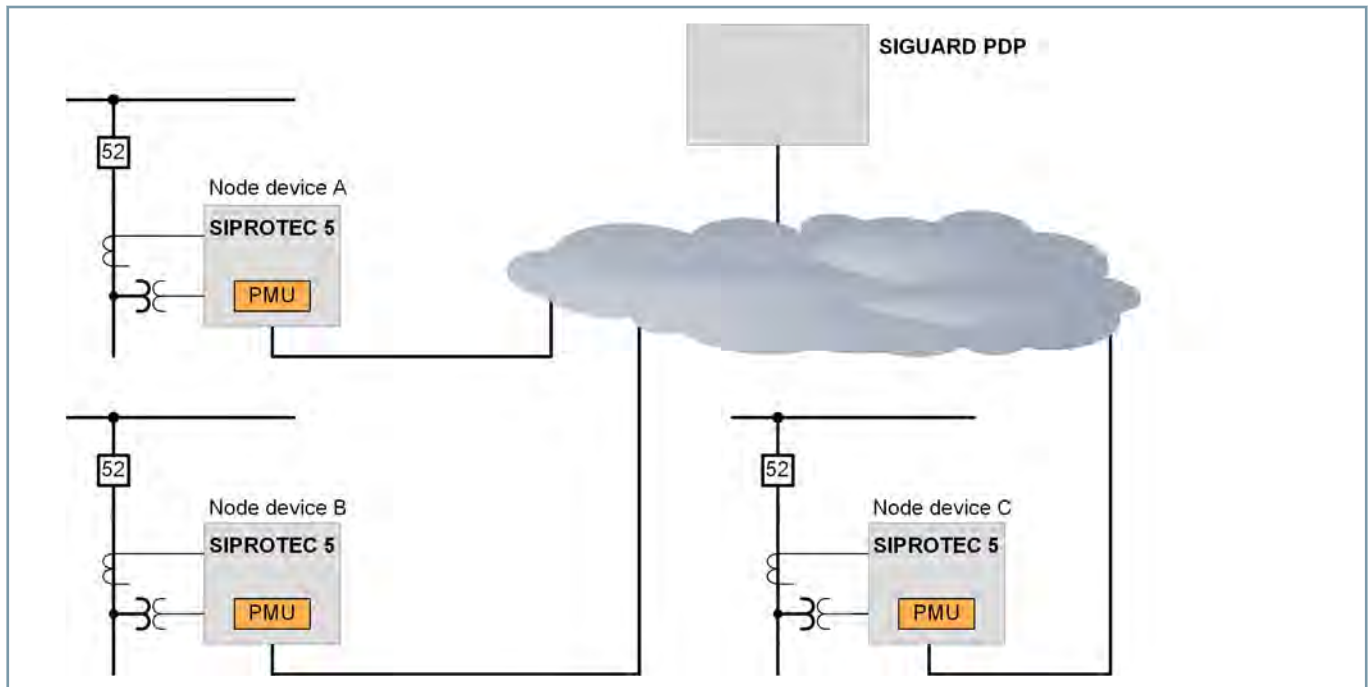 SIGUARD PDP
52
Node device A
SIPROTEC 5
PMU
52
Node device B
SIPROTEC 5
PMU
52
Node device C
SIPROTEC 5
PMU